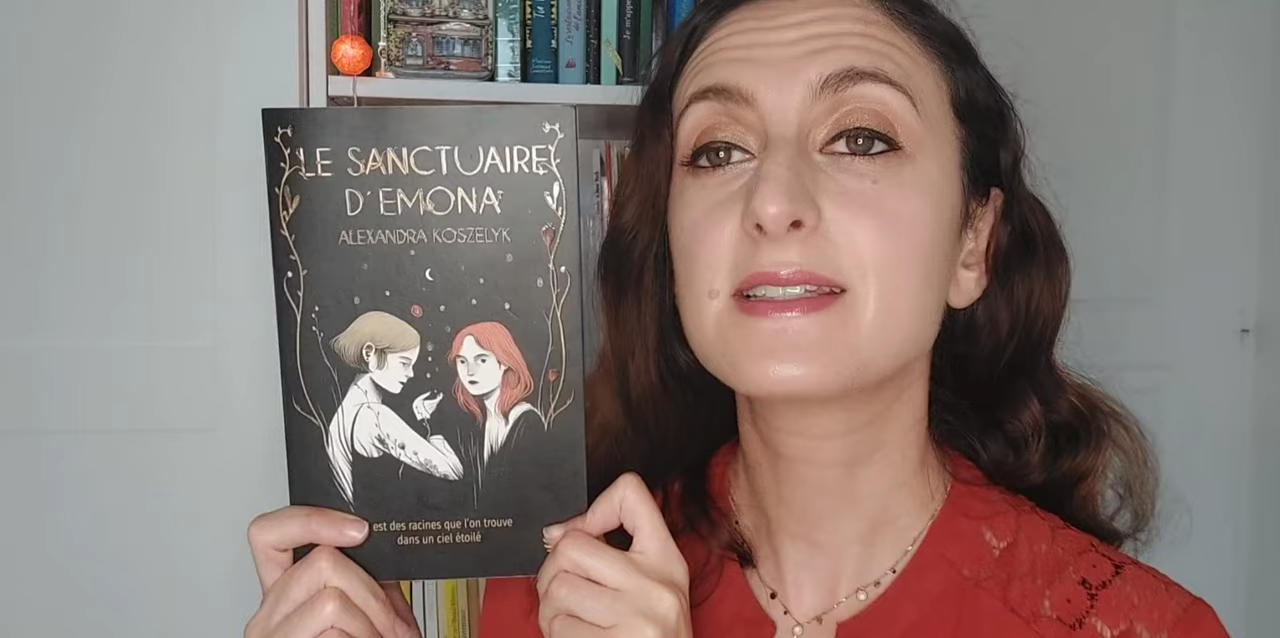 LE SANCTUAIRE
D'EMONA
ALEXANDRA KOSZELYK
est des racines que l'on trouve
dans un ciel étoilé